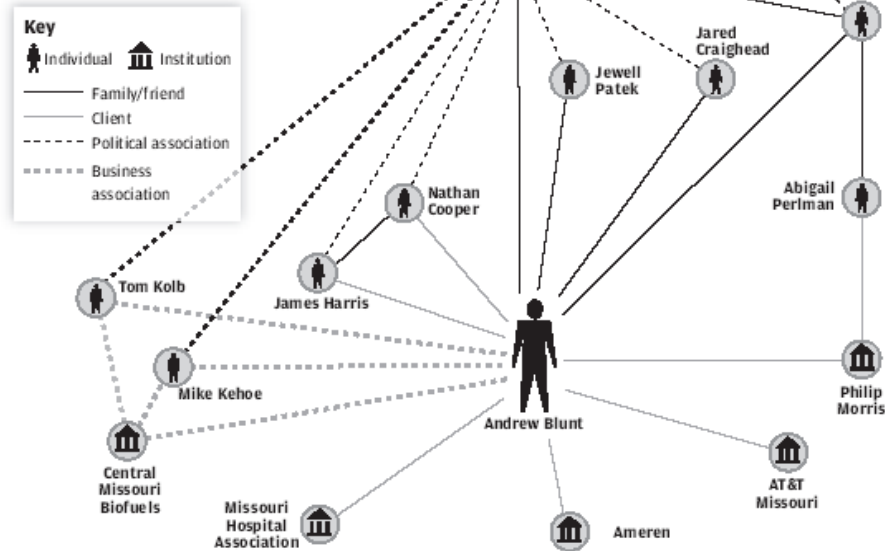 Key
Individual
Institution
Family/friend
Client
Political association
Business
association
Jared
Craighead
Jewell
Patek
Nathan
Cooper
Abigail
Perlman
Tom Kolb
James Harris
Mike Kehoe
Philip
Morris
Andrew Blunt
Central
Missouri
Biofuels
AT&T
Missouri
Missouri
Hospital
Association
Ameren